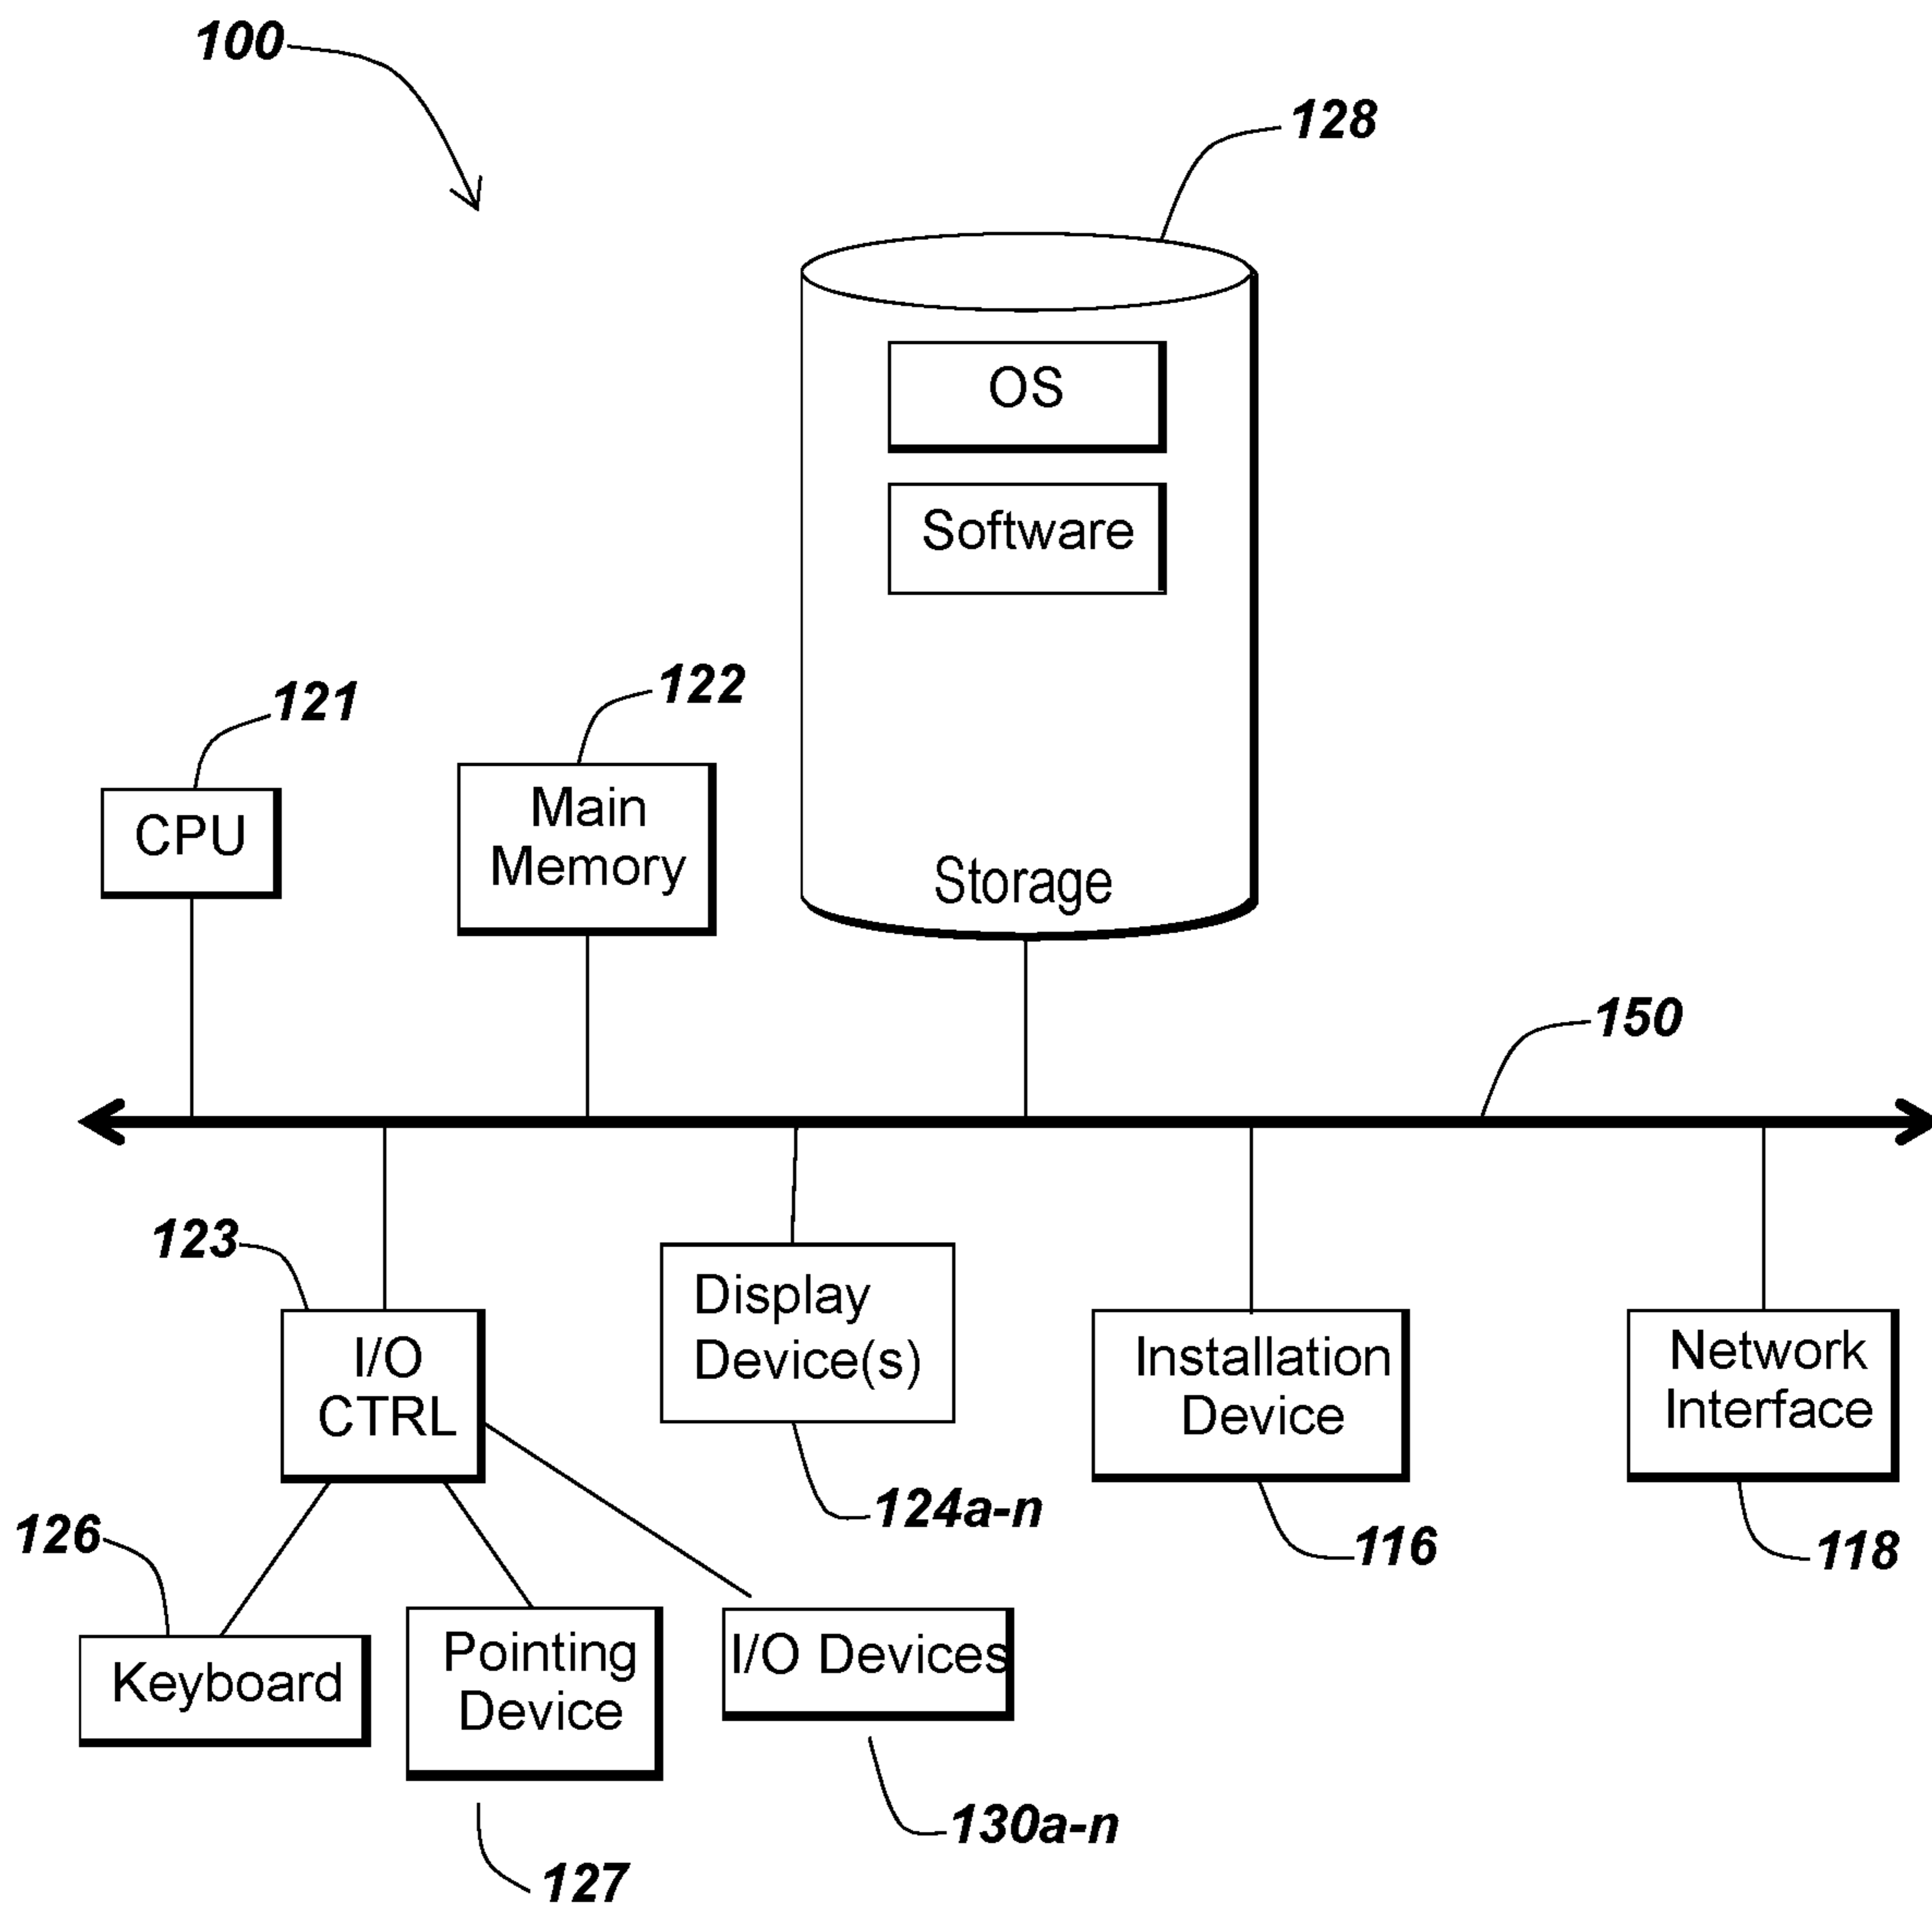 100
128
OS
Software
121
122
CPU
Main
Memory
Storage
150
123
I/O
CTRL
Display
Device(s)
Installation
Device
Network
Interface
124a-n
116
118
126
Keyboard
Pointing
Device
I/O Devices
130a-n
127